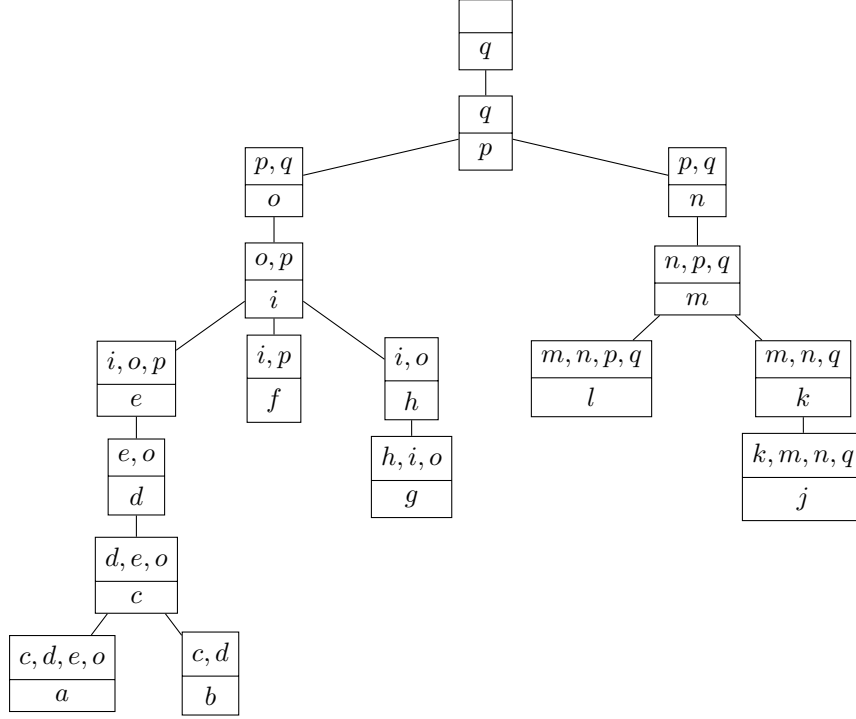 q
q
p
p, q
o
p, q
n
o, p
i
n, p, q
m
i, o, p
e
i, p
f
i, o
h
m, n, p, q
l
m, n, q
k
e, o
d
h, i, o
g
k, m, n, q
j
d, e, o
c
c, d, e, o
a
c, d
b